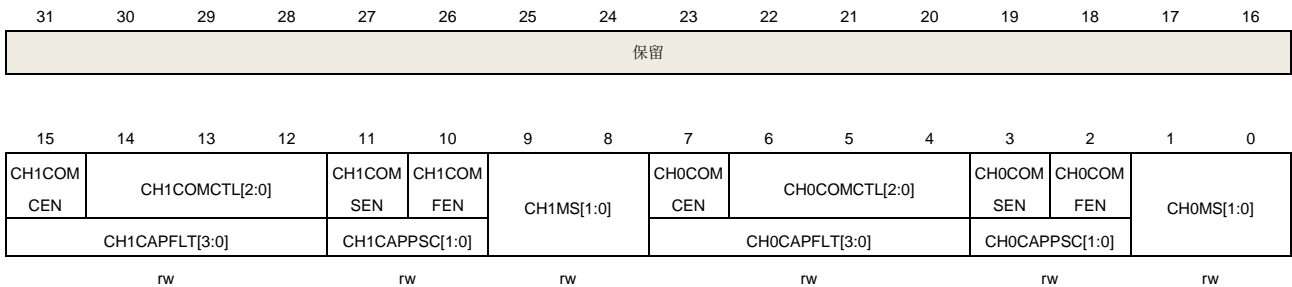 31 30 29 28 27 26 25 24 23 22 21 20 19 18 17 16
保留
15 14 13 12 11 10 9 8 7 6 5 4 3 2 1 0
CH1COM CEN CH1COMCTL[2:0] CH1COM SEN CH1COM FEN CH1MS[1:0] CH0COM CEN CH0COMCTL[2:0] CH0COM SEN CH0COM FEN CH0MS[1:0]
CH1CAPFLT[3:0] CH1CAPPSC[1:0] CH0CAPFLT[3:0] CH0CAPPSC[1:0]
rw rw rw rw rw rw